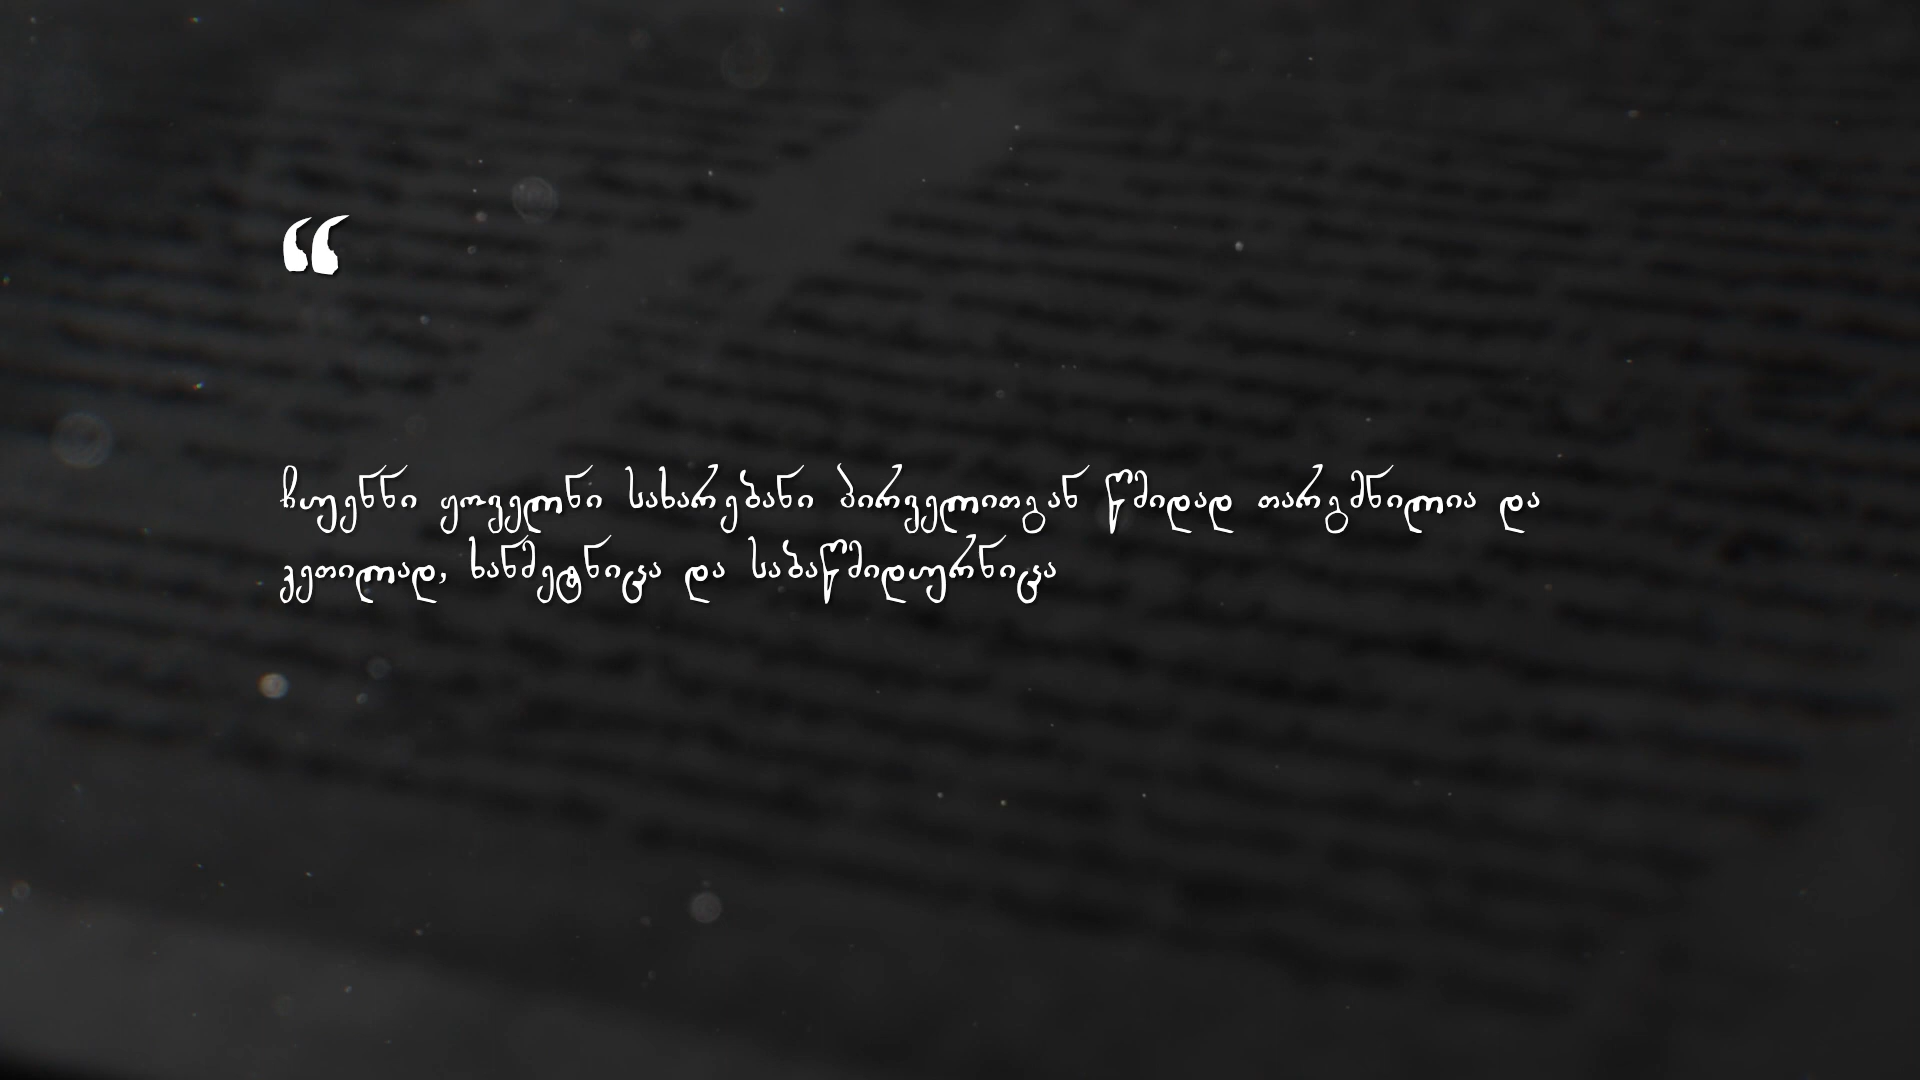 “
ჩუენნი ყოველნი სახარებანი პირველითგან წმიდად თარგმნილია და
კეთილად, ხანმეტნიცა და საბაწმიდურნიცა